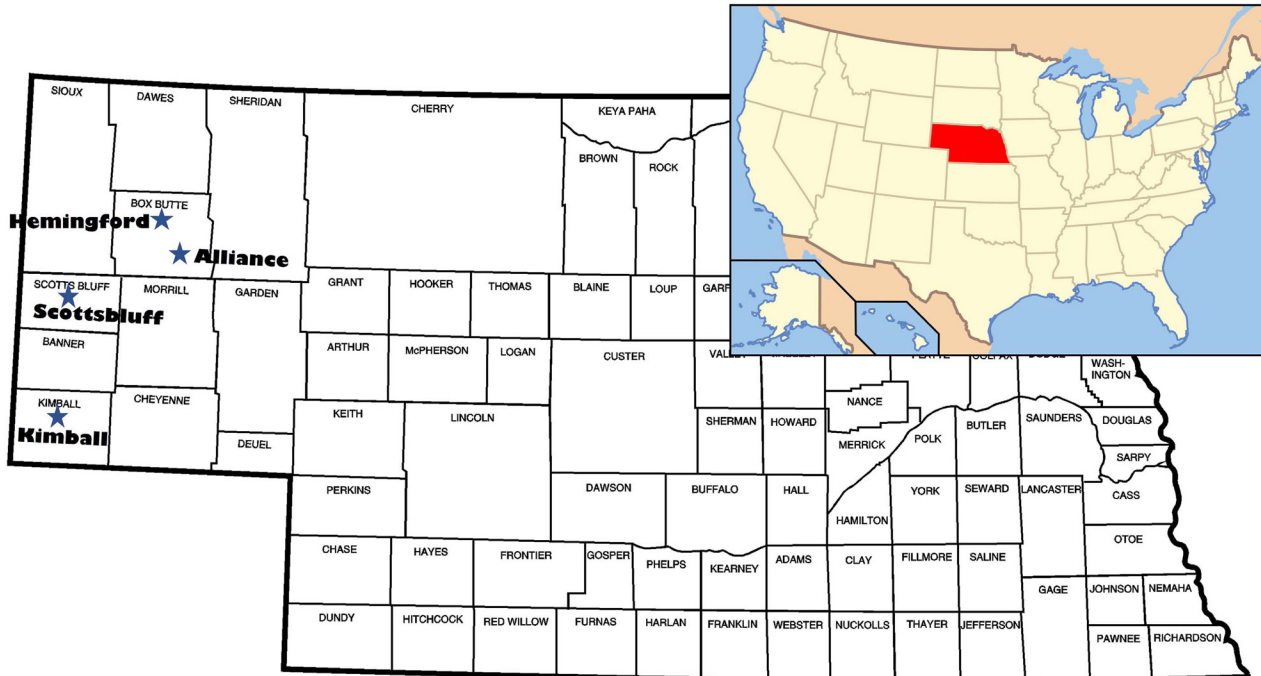 SIOUX
DAWES
SHERIDAN
CHERRY
KEYA PAHA
BROWN
ROCK
BOX BUTTE
Hemingford
Alliance
SCOTTS BLUFF
Scottsbluff
MORRILL
GARDEN
GRANT
HOOKER
THOMAS
BLAINE
LOUP
BANNER
ARTHUR
McPHERSON
LOGAN
CUSTER
WASH-
INGTON
KIMBALL
Kimball
CHEYENNE
DEUEL
KEITH
LINCOLN
SHERMAN
HOWARD
NANCE
MERRICK
POLK
BUTLER
SAUNDERS
DOUGLAS
SARPY
PERKINS
DAWSON
BUFFALO
HALL
HAMILTON
YORK
SEWARD
LANCASTER
CASS
OTOE
CHASE
HAYES
FRONTIER
GOSPER
PHELPS
KEARNEY
ADAMS
CLAY
FILLMORE
SALINE
GAGE
JOHNSON
NEMAHA
DUNDY
HITCHCOCK
RED WILLOW
FURNAS
HARLAN
FRANKLIN
WEBSTER
NUCKOLLS
THAYER
JEFFERSON
PAWNEE
RICHARDSON